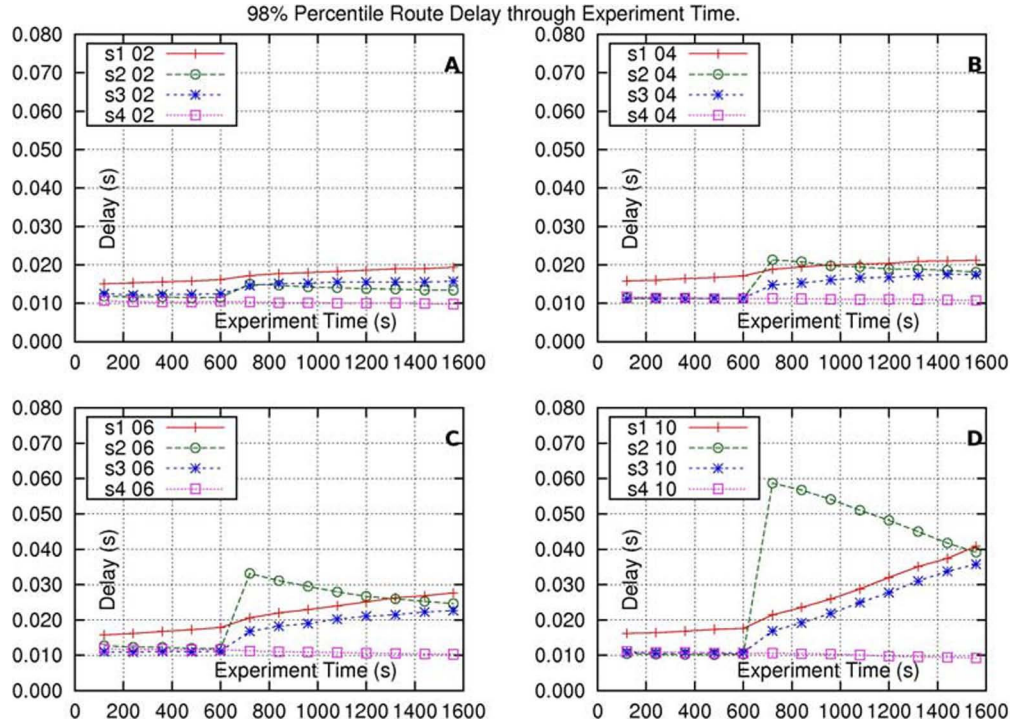 98% Percentile Route Delay through Experiment Time.
0.080
0.070
0.060
0.050
0.040
0.030
0.020
0.010
0.000
Delay (s)
s1 02
s2 02
s3 02
s4 02
A
Experiment Time (s)
0 200 400 600 800 1000 1200 1400 1600
0.080
0.070
0.060
0.050
0.040
0.030
0.020
0.010
0.000
Delay (s)
s1 04
s2 04
s3 04
s4 04
B
Experiment Time (s)
0 200 400 600 800 1000 1200 1400 1600
0.080
0.070
0.060
0.050
0.040
0.030
0.020
0.010
0.000
Delay (s)
s1 06
s2 06
s3 06
s4 06
C
Experiment Time (s)
0 200 400 600 800 1000 1200 1400 1600
0.080
0.070
0.060
0.050
0.040
0.030
0.020
0.010
0.000
Delay (s)
s1 10
s2 10
s3 10
s4 10
D
Experiment Time (s)
0 200 400 600 800 1000 1200 1400 1600